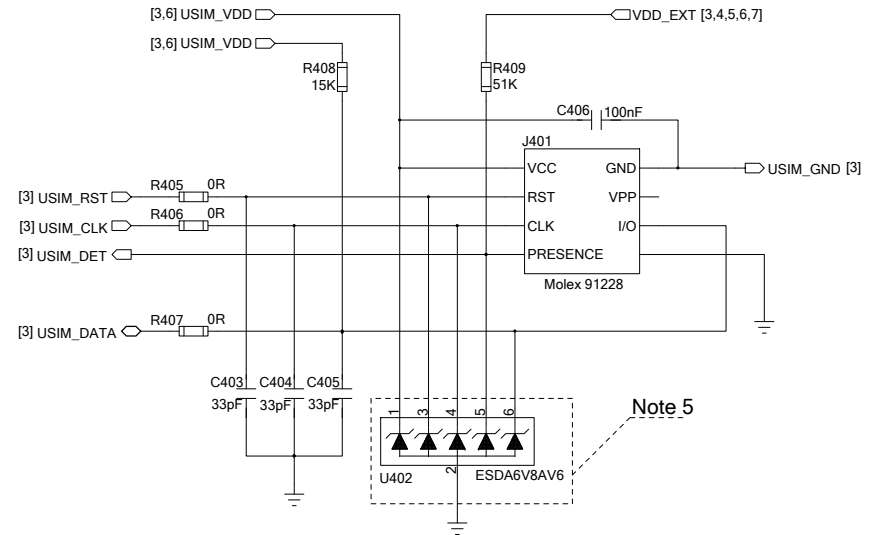 [3,6] USIM_VDD
VDD_EXT [3,4,5,6,7]
[3,6] USIM_VDD
R408
15K
R409
51K
C406
100nF
J401
VCC
GND
USIM_GND [3]
[3] USIM_RST
R405
0R
RST
VPP
[3] USIM_CLK
R406
0R
CLK
I/O
[3] USIM_DET
PRESENCE
Molex 91228
[3] USIM_DATA
R407
0R
C403
33pF
C404
33pF
C405
33pF
1
3
4
5
6
2
U402
ESDA6V8AV6
Note 5